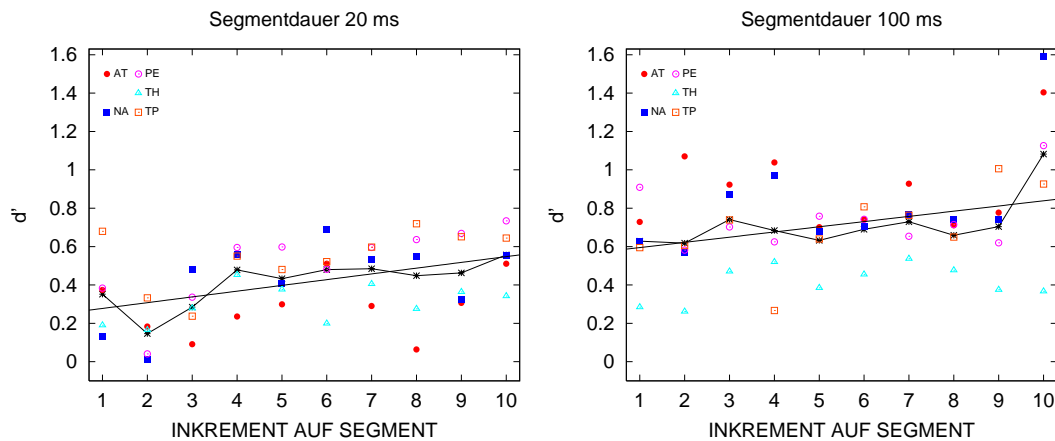 Segmentdauer 20 ms
1.6
1.4
1.2
1
0.8
0.6
0.4
0.2
0
d'
AT PE
TH
NA TP
1 2 3 4 5 6 7 8 9 10
INKREMENT AUF SEGMENT
Segmentdauer 100 ms
1.6
1.4
1.2
1
0.8
0.6
0.4
0.2
0
d'
AT PE
TH
NA TP
1 2 3 4 5 6 7 8 9 10
INKREMENT AUF SEGMENT